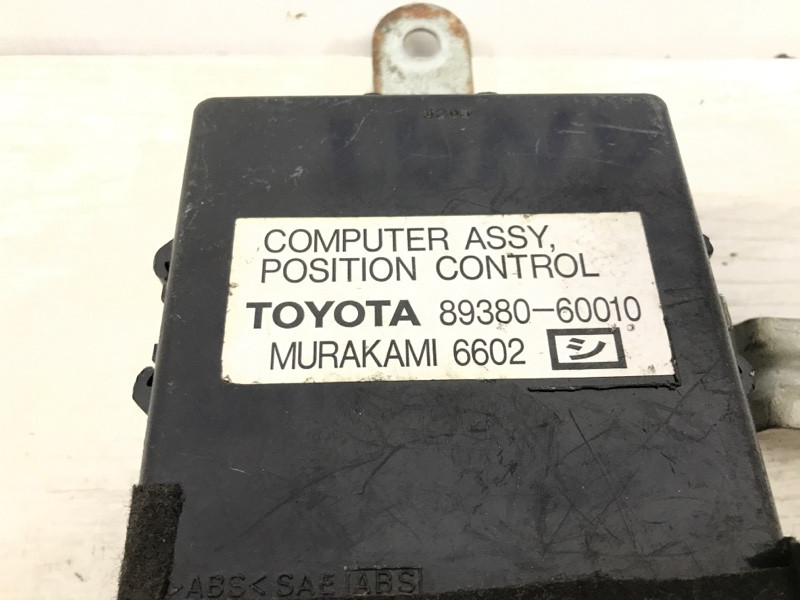 COMPUTER ASSY,
POSITION CONTROL
TOYOTA 89380-60010
MURAKAMI 6602 シ
>ABS< SAE ABS